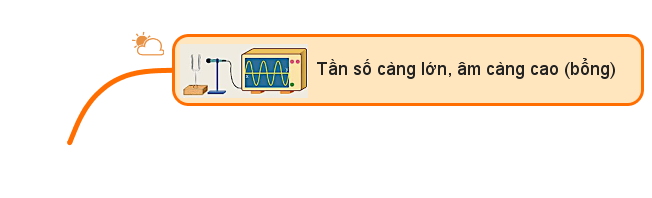 Tần số càng lớn, âm càng cao (bổng)